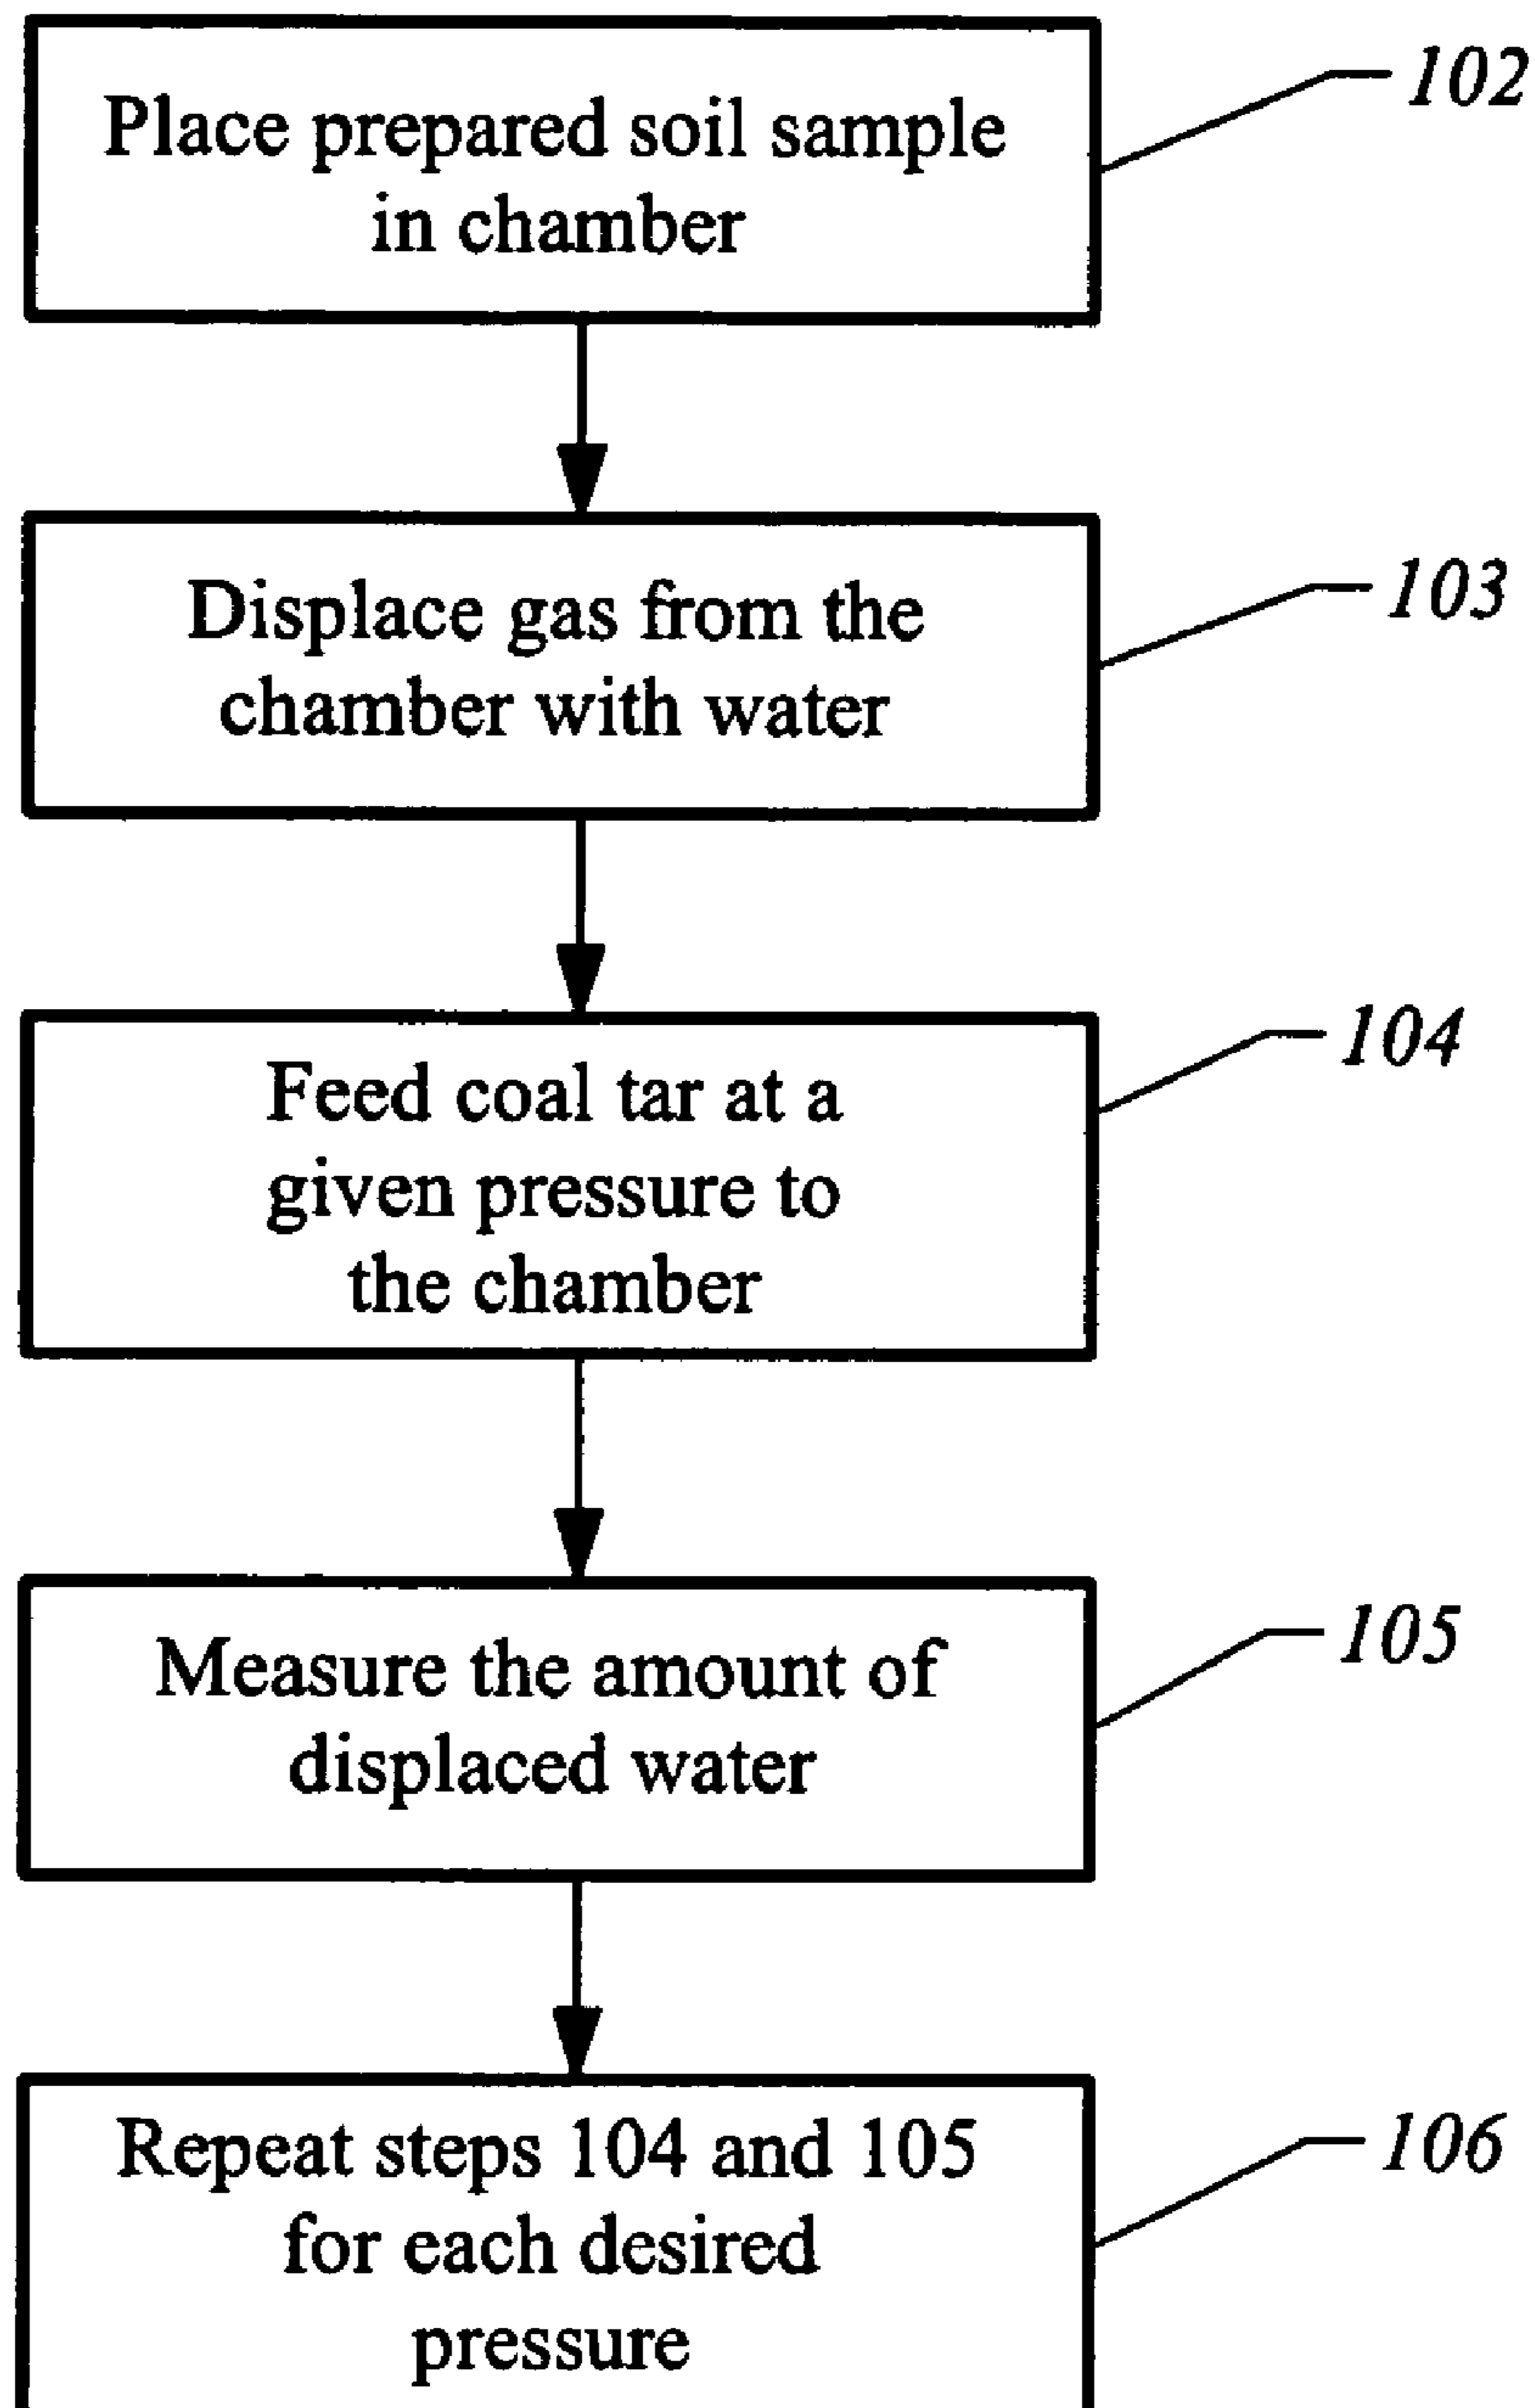 Place prepared soil sample
in chamber
102
Displace gas from the
chamber with water
103
Feed coal tar at a
given pressure to
the chamber
104
Measure the amount of
displaced water
105
Repeat steps 104 and 105
for each desired
pressure
106